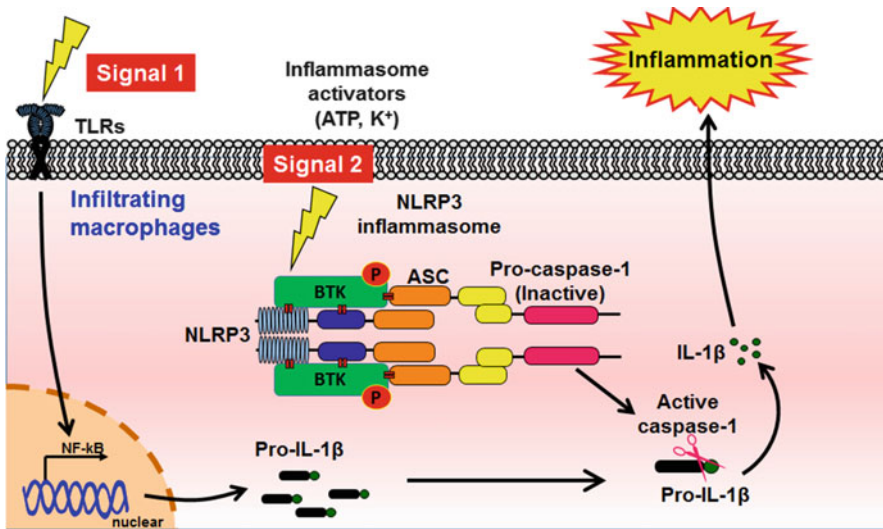 Signal 1
TLRs
Inflammasome
activators
(ATP, K⁺)
Inflammation
Signal 2
Infiltrating
macrophages
NLRP3
inflammasome
P
BTK
ASC
Pro-caspase-1
(Inactive)
NLRP3
BTK
P
IL-1β
Active
caspase-1
NF-kB
Pro-IL-1β
Pro-IL-1β
nuclear